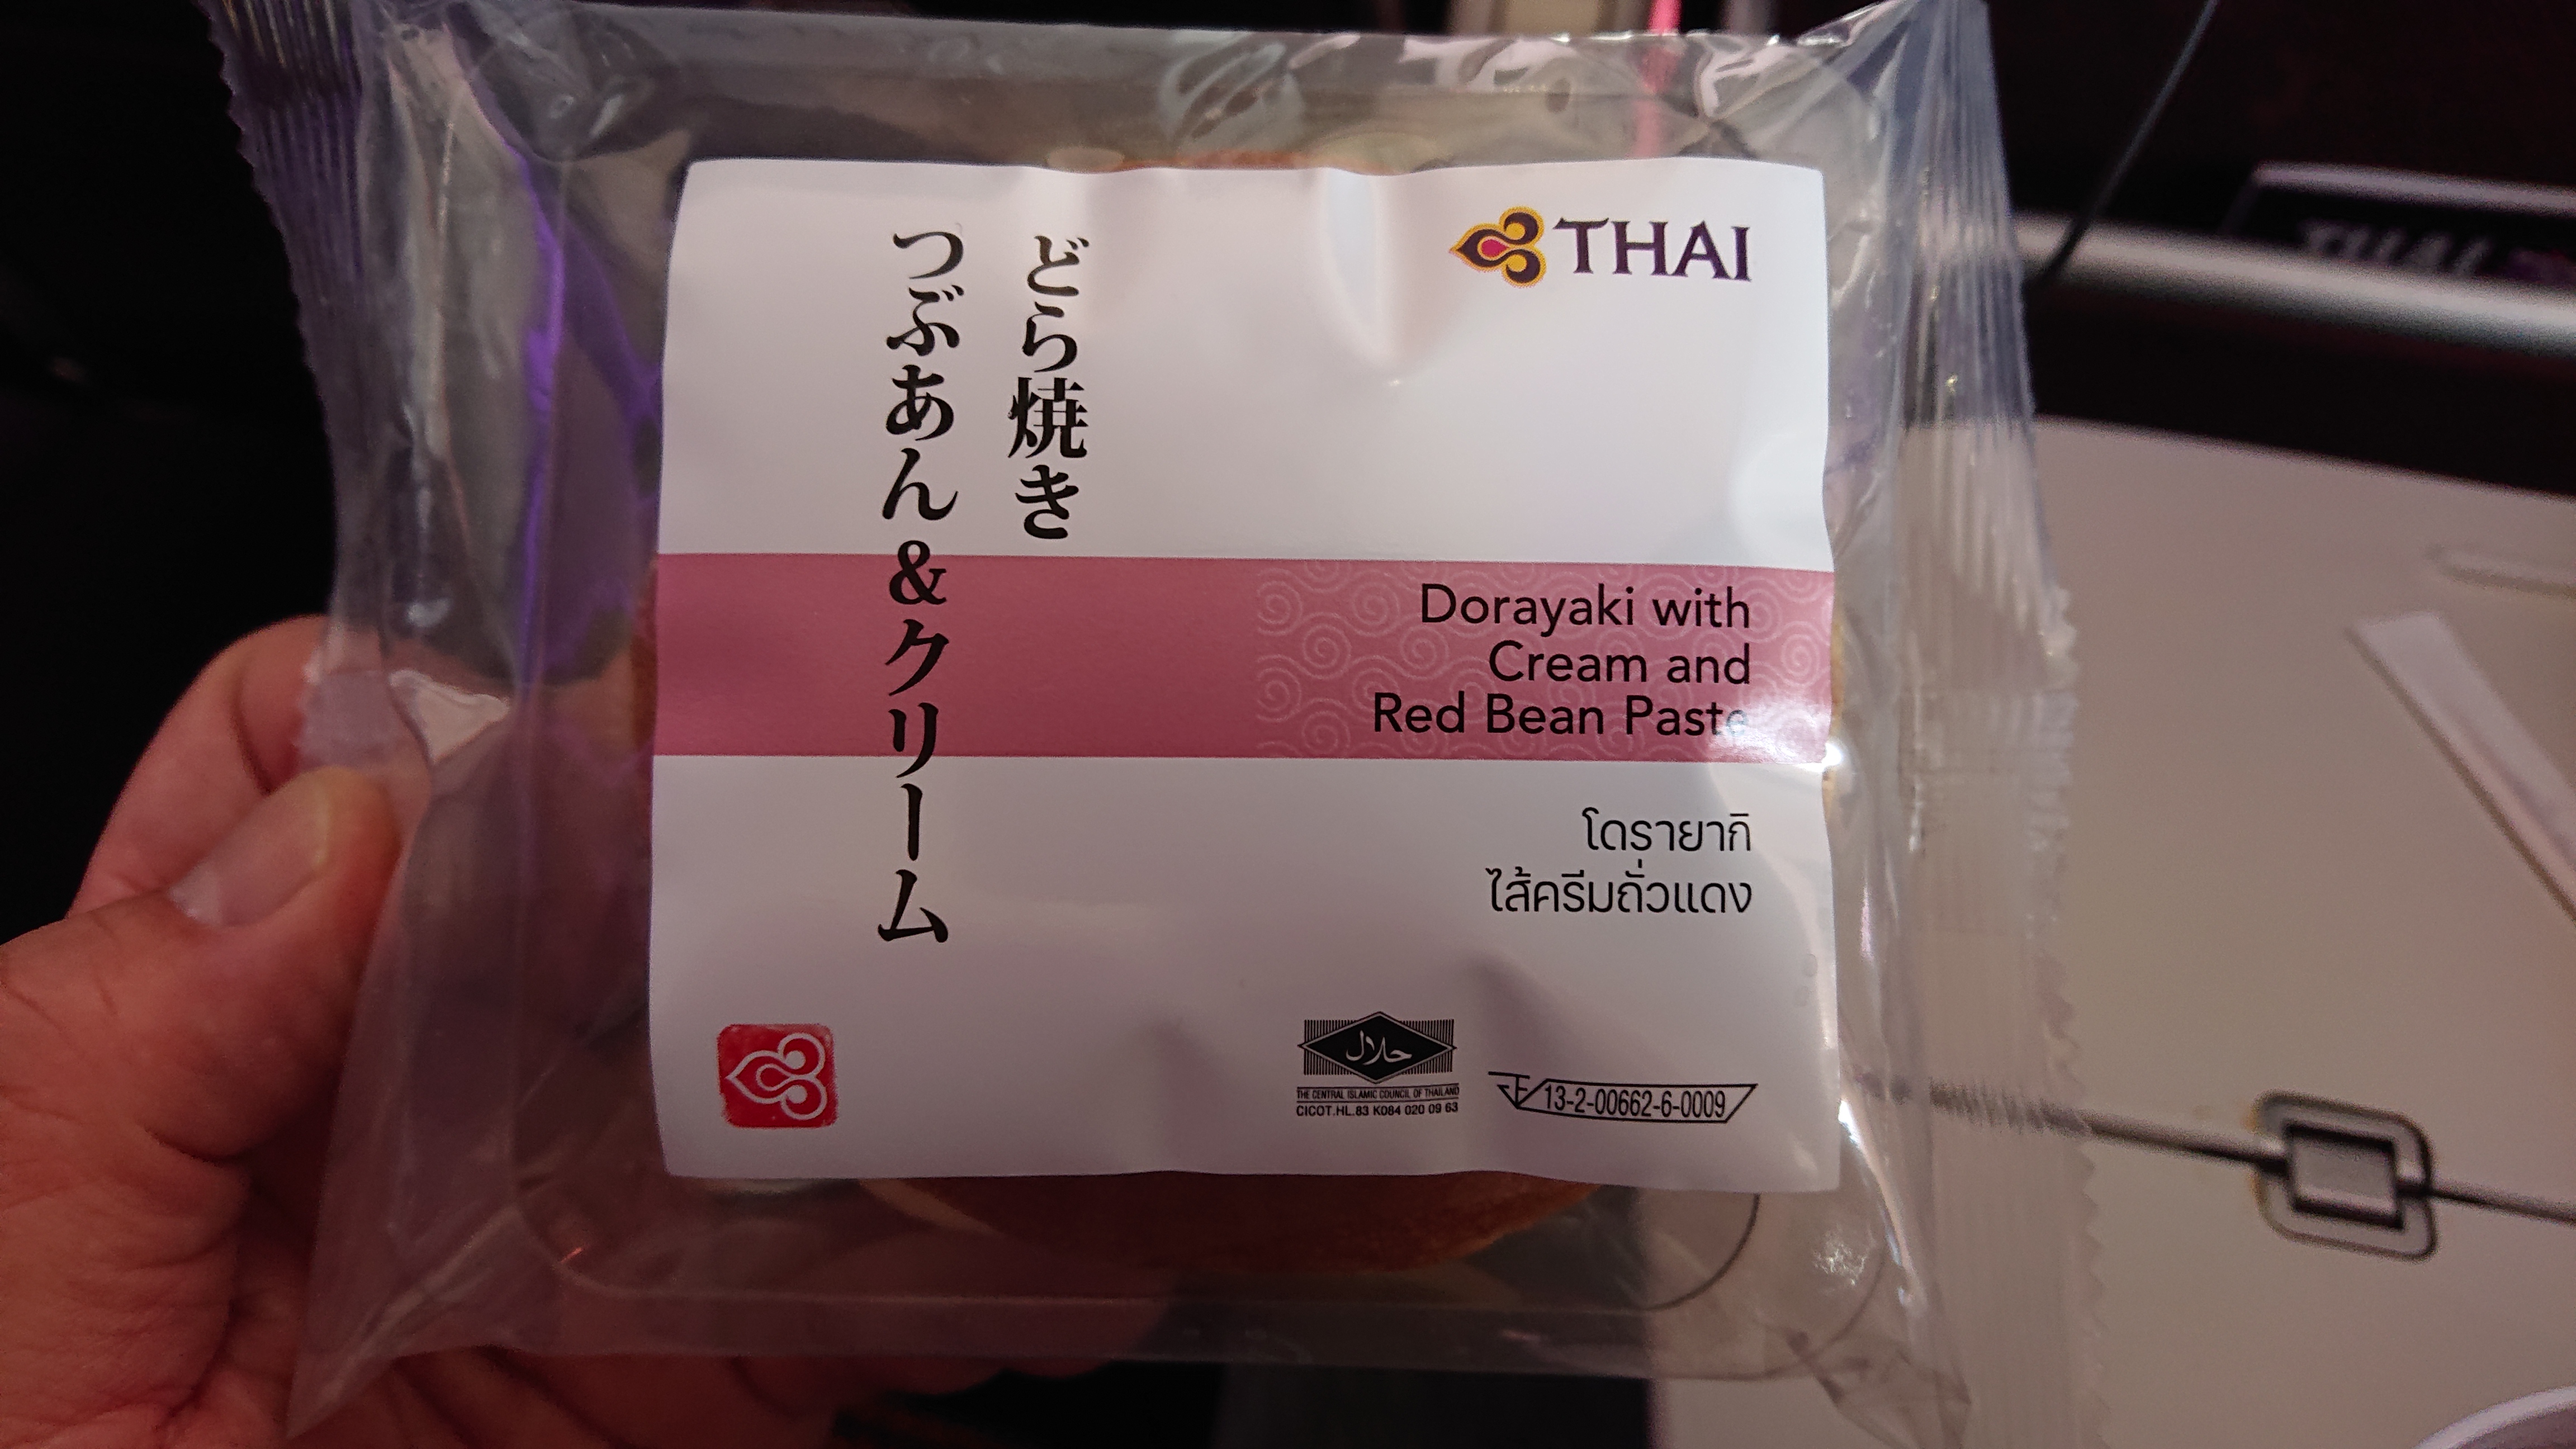 THAI
どら焼き
つぶあん&クリーム
Dorayaki with
Cream and
Red Bean Paste
โดรายากิ
ไส้ครีมถั่วแดง
حلال
THE CENTRAL ISLAMIC COUNCIL OF THAILAND
CICOT.HL.83 K084 020 09 63
13-2-00662-6-0009
THAI